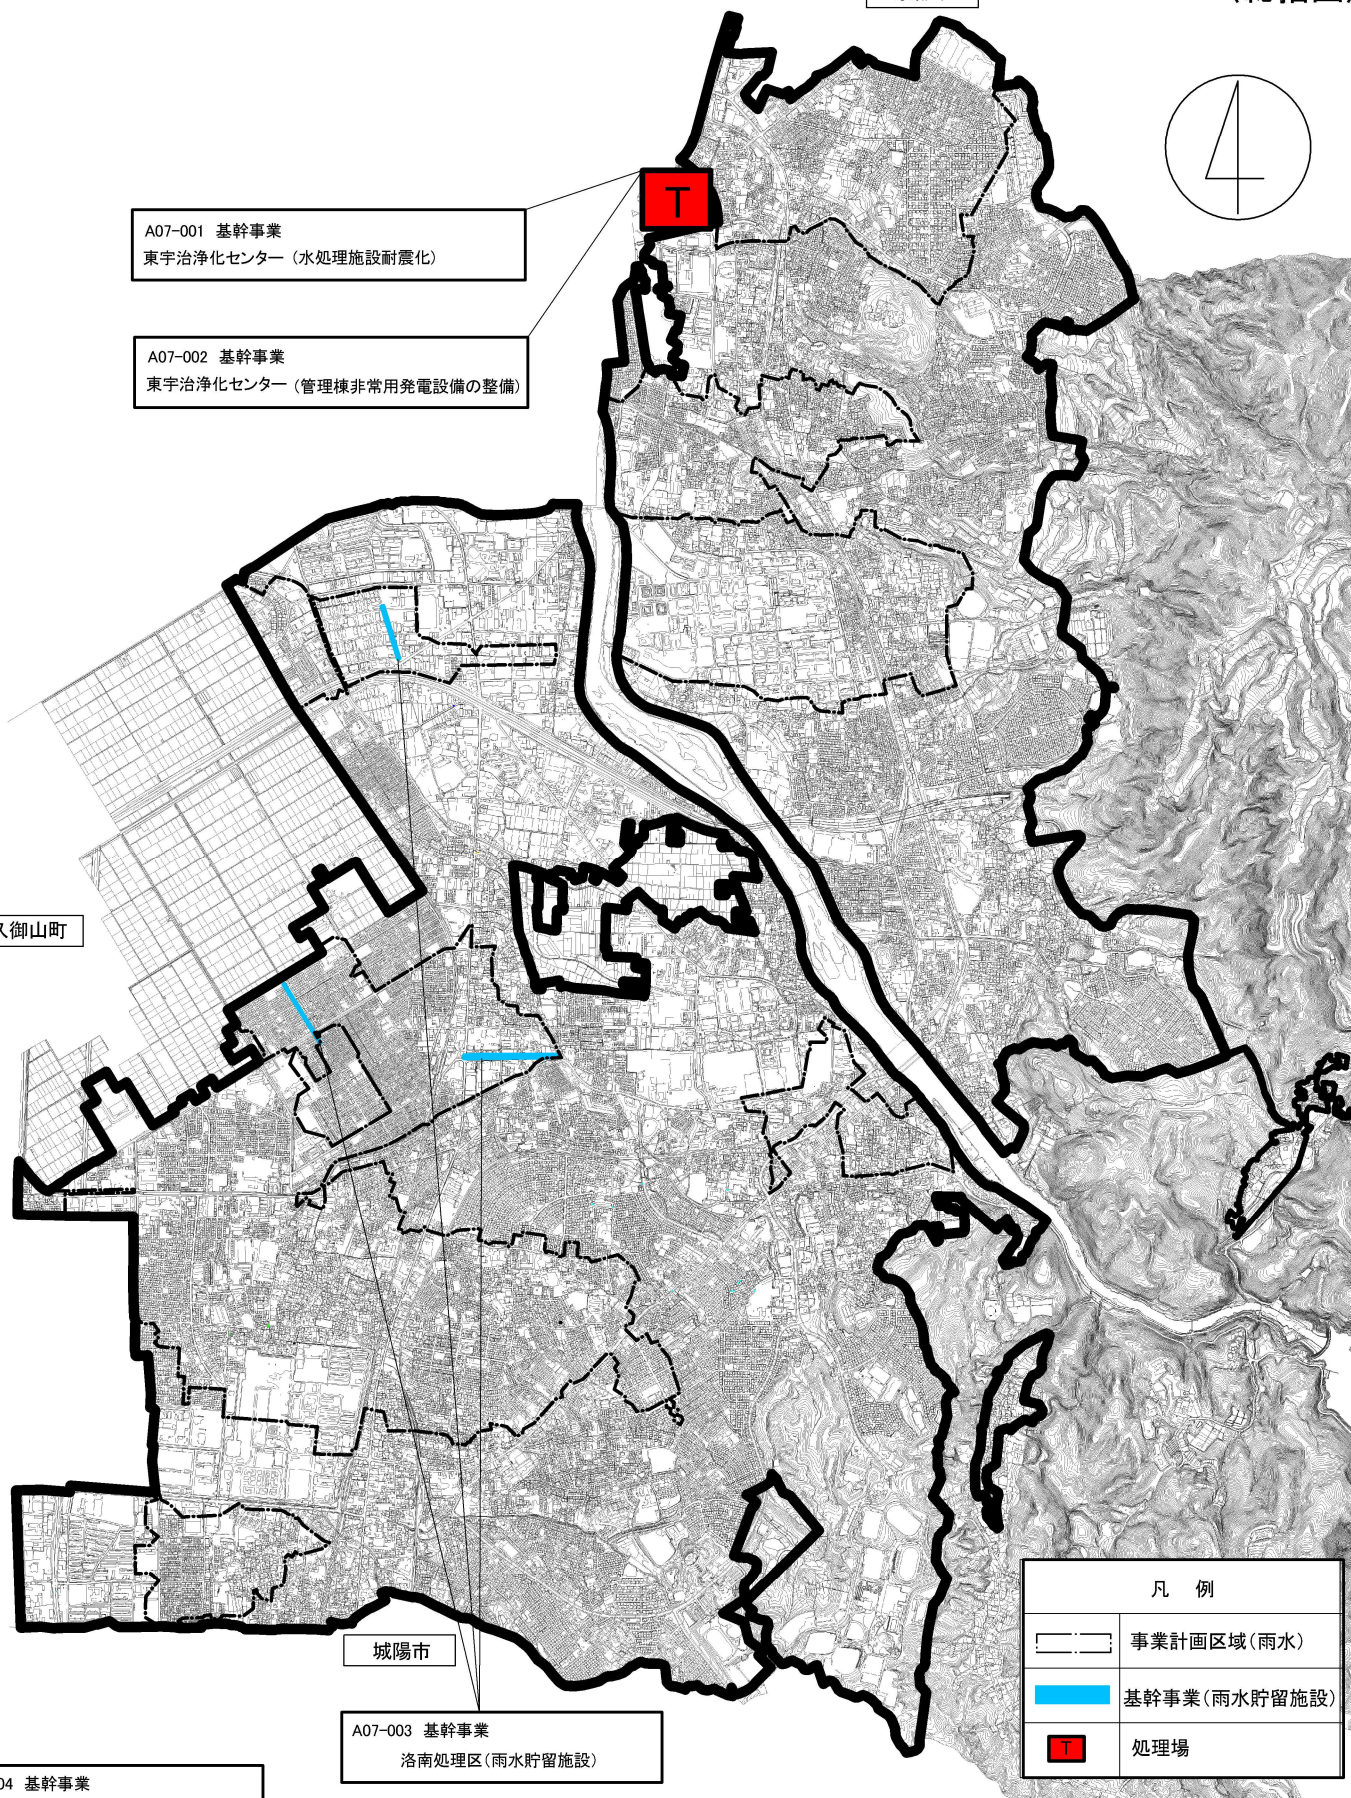 A07-001 基幹事業
東宇治浄化センター（水処理施設耐震化）
T
A07-002 基幹事業
東宇治浄化センター（管理棟非常用発電設備の整備）
久御山町
城陽市
A07-003 基幹事業
洛南処理区（雨水貯留施設）
04 基幹事業
凡 例
事業計画区域（雨水）
基幹事業（雨水貯留施設）
T
処理場